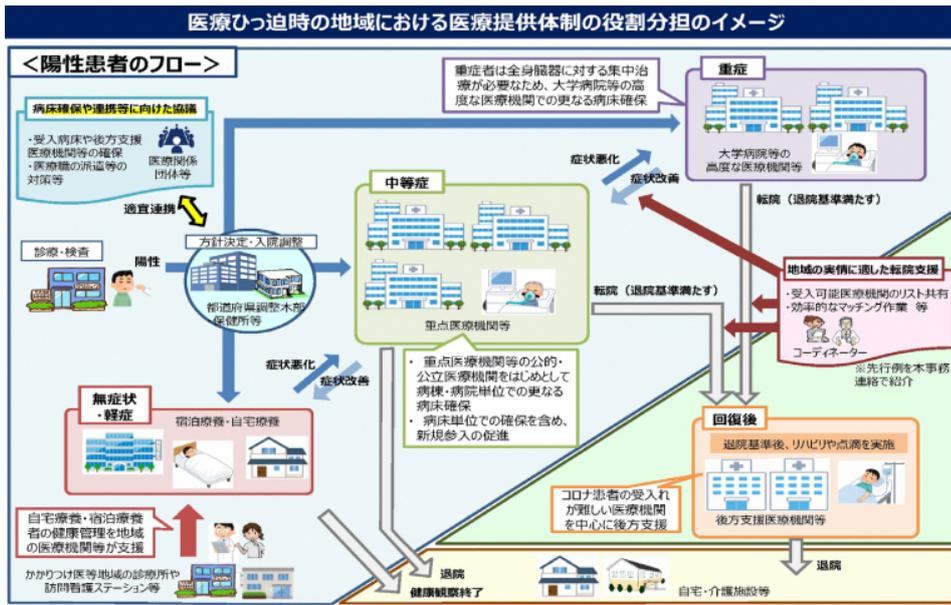 医療ひっ迫時の地域における医療提供体制の役割分担のイメージ
＜陽性患者のフロー＞
病床確保や連携等に向けた協議
・受入病床や後方支援
医療機関等の確保
・医療職の派遣等の
対策等
医療関係
団体等
適宜連携
診療・検査
陽性
方針決定・入院調整
都道府県調整本部
保健所等
重症者は全身臓器に対する集中治
療が必要なため、大学病院等の高
度な医療機関での更なる病床確保
重症
大学病院等の
高度な医療機関等
症状悪化
症状改善
中等症
重点医療機関等
転院（退院基準満たす）
転院（退院基準満たす）
地域の実情に適した転院支援
・受入可能医療機関のリスト共有
・効率的なマッチング作業 等
コーディネーター
※先行例を本事務
連絡で紹介
症状悪化
症状改善
・ 重点医療機関等の公的・
公立医療機関をはじめとして
病棟・病院単位での更なる
病床確保
・ 病床単位での確保を含め、
新規参入の促進
無症状
・軽症
宿泊療養・自宅療養
回復後
退院基準後、リハビリや点滴を実施
後方支援医療機関等
コロナ患者の受入れ
が難しい医療機関
を中心に後方支援
自宅療養・宿泊療養
者の健康管理を地域
の医療機関等が支援
かかりつけ医等地域の診療所や
訪問看護ステーション等
退院
健康観察終了
自宅・介護施設等
退院